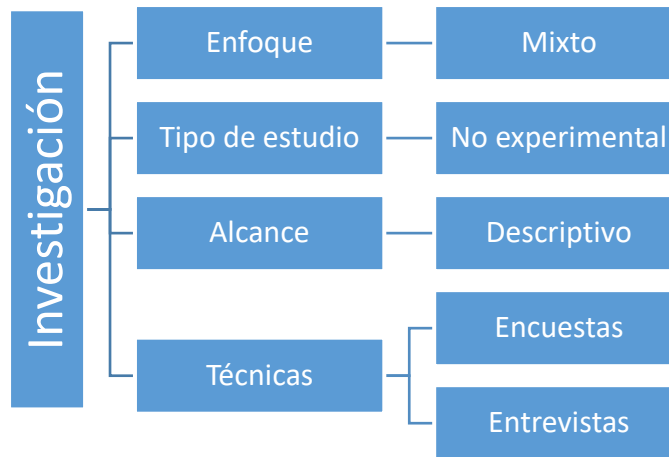 Investigación
Enfoque
Mixto
Tipo de estudio
No experimental
Alcance
Descriptivo
Técnicas
Encuestas
Entrevistas